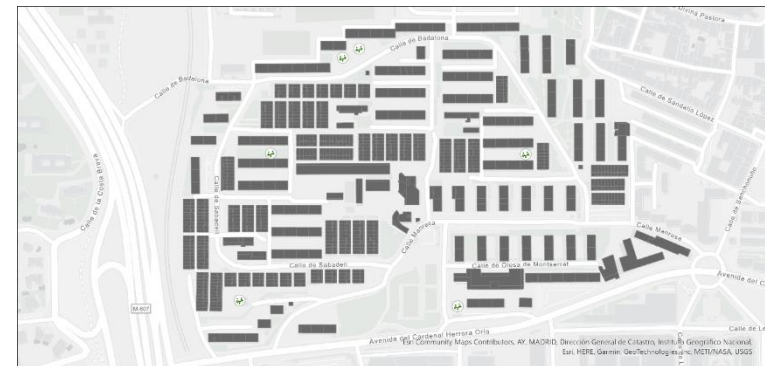 Divina Pastora
Calle de Badalona
Calle de Badalona
Calle de Sandalio López
Calle de la Costa Brava
Calle de Sabadell
Calle de Senchonuño
Calle Manresa
Calle Manresa
Calle de Sabadell
Calle de Olesa de Montserrat
Avenida del C
M-607
Calle de Le
Avenida del Cardenal Herrera Oria
Esri Community Maps Contributors, AY. MADRID, Dirección General de Catastro, Instituto Geográfico Nacional,
Esri, HERE, Garmin, GeoTechnologies, Inc, METI/NASA, USGS